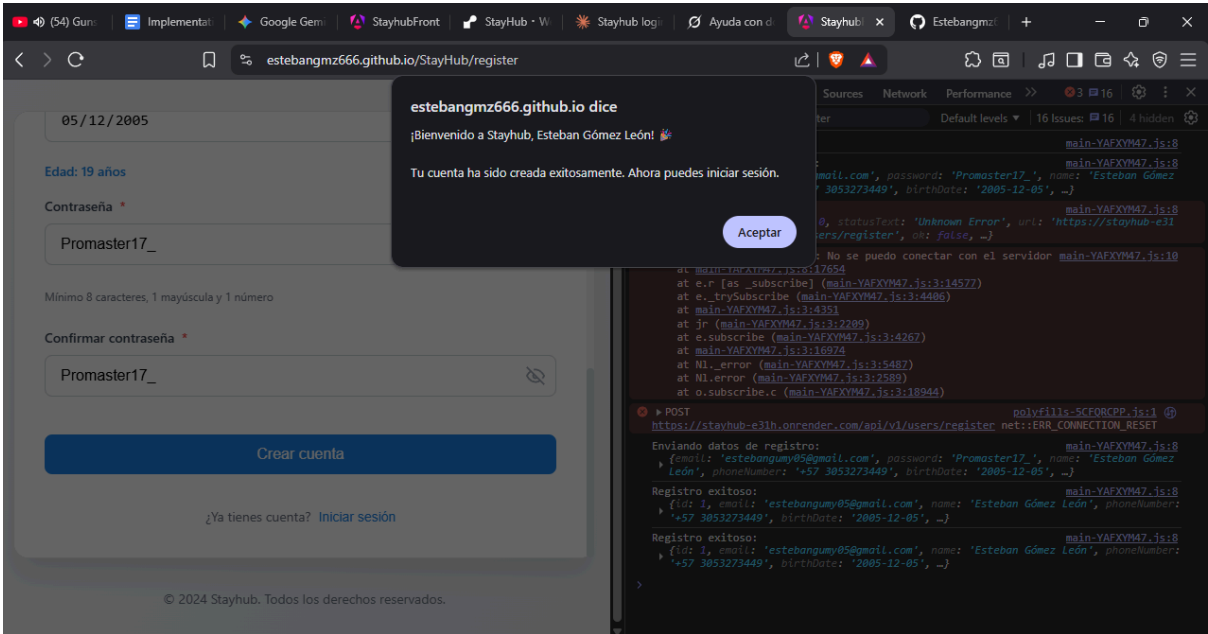 (54) Guns
Implementati
Google Gemi
StayhubFront
StayHub • W
Stayhub logi
Ayuda con d
Stayhubl
Estebangmz
estebangmz666.github.io/StayHub/register
Sources Network Performance 3 16
Default levels 16 Issues: 16 4 hidden
05/12/2005
Edad: 19 años
Contraseña *
Promaster17_
Mínimo 8 caracteres, 1 mayúscula y 1 número
Confirmar contraseña *
Promaster17_
Crear cuenta
¿Ya tienes cuenta? Iniciar sesión
© 2024 Stayhub. Todos los derechos reservados.
estebangmz666.github.io dice
¡Bienvenido a Stayhub, Esteban Gómez León! 🎉
Tu cuenta ha sido creada exitosamente. Ahora puedes iniciar sesión.
Aceptar
main-YAFXYM47.js:8
main-YAFXYM47.js:8
mail.com', password: 'Promaster17_', name: 'Esteban Gómez
3053273449', birthDate: '2005-12-05', …}
main-YAFXYM47.js:8
0, statusText: 'Unknown Error', url: 'https://stayhub-e31
ers/register', ok: false, …}
: No se puedo conectar con el servidor main-YAFXYM47.js:10
at main-YAFXYM47.js:8:17654
at e.r [as _subscribe] (main-YAFXYM47.js:3:14577)
at e._trySubscribe (main-YAFXYM47.js:3:4406)
at main-YAFXYM47.js:3:4351
at jr (main-YAFXYM47.js:3:2209)
at e.subscribe (main-YAFXYM47.js:3:4267)
at main-YAFXYM47.js:3:16974
at Nl._error (main-YAFXYM47.js:3:5487)
at Nl.error (main-YAFXYM47.js:3:2589)
at o.subscribe.c (main-YAFXYM47.js:3:18944)
POST polyfills-5CFQRCPP.js:1
https://stayhub-e31h.onrender.com/api/v1/users/register net::ERR_CONNECTION_RESET
Enviando datos de registro: main-YAFXYM47.js:8
{email: 'estebangumy05@gmail.com', password: 'Promaster17_', name: 'Esteban Gómez
León', phoneNumber: '+57 3053273449', birthDate: '2005-12-05', …}
Registro exitoso: main-YAFXYM47.js:8
{id: 1, email: 'estebangumy05@gmail.com', name: 'Esteban Gómez León', phoneNumber:
'+57 3053273449', birthDate: '2005-12-05', …}
Registro exitoso: main-YAFXYM47.js:8
{id: 1, email: 'estebangumy05@gmail.com', name: 'Esteban Gómez León', phoneNumber:
'+57 3053273449', birthDate: '2005-12-05', …}